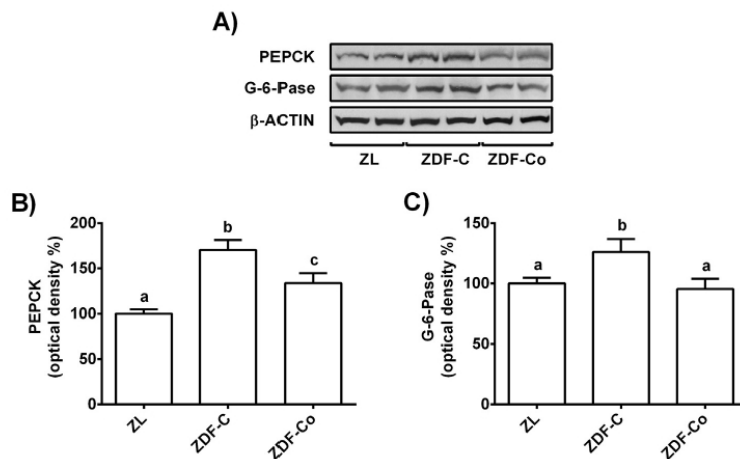 A)
PEPCK
G-6-Pase
β-ACTIN
ZL ZDF-C ZDF-Co
B)
PEPCK
(optical density %)
200
150
100
50
0
a
b
c
ZL
ZDF-C
ZDF-Co
C)
G-6-Pase
(optical density %)
150
100
50
0
a
b
a
ZL
ZDF-C
ZDF-Co